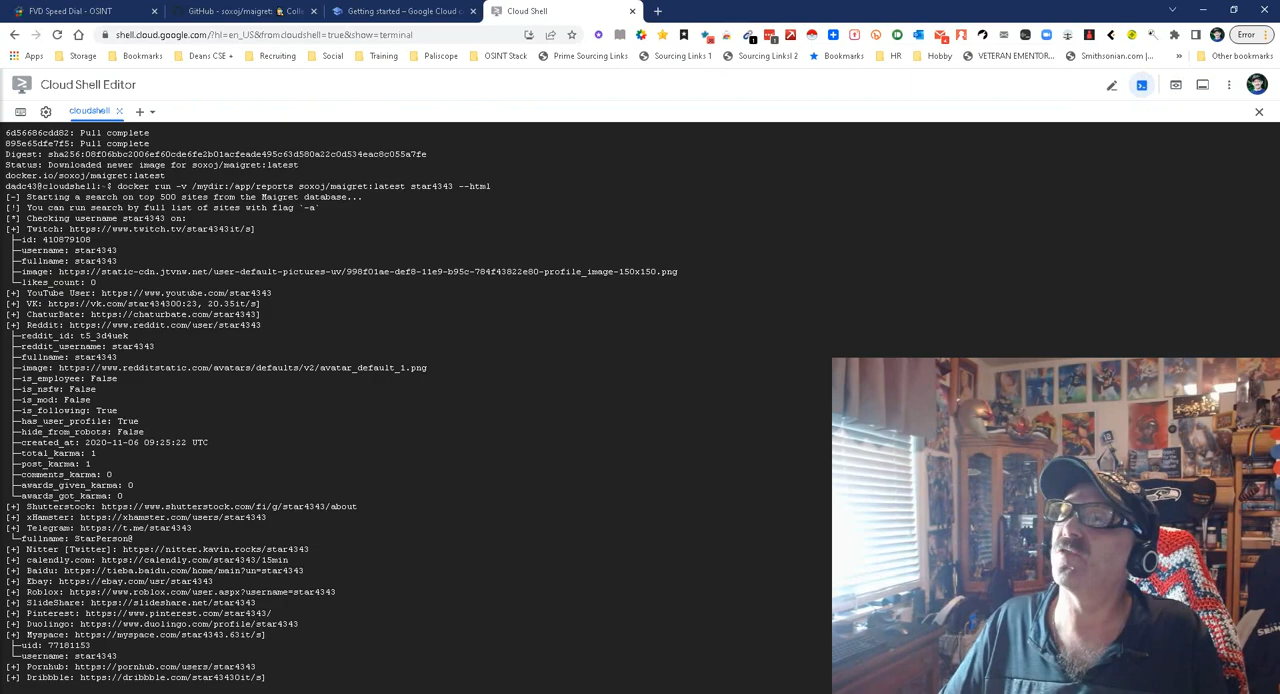 FVD Speed Dial - OSINT
GitHub - soxoj/maigret: Colle
Getting started – Google Cloud c
Cloud Shell
shell.cloud.google.com/?hl=en_US&fromcloudshell=true&show=terminal
Error
Apps
Storage
Bookmarks
Deans CSE +
Recruiting
Social
Training
Paliscope
OSINT Stack
Prime Sourcing Links
Sourcing Links 1
Sourcing Links1 2
Bookmarks
HR
VETERAN EMENTOR...
Hobby
Smithsonian.com |...
»
Other bookmarks
Cloud Shell Editor
cloudshell
6d56686cdd82: Pull complete
895e65dfe7f5: Pull complete
Digest: sha256:08f06bbc2006ef60cde6fe2b01acfeade495c63d580a22c0d534eac8c055a7fe
Status: Downloaded newer image for soxoj/maigret:latest
docker.io/soxoj/maigret:latest
dadc43@cloudshell:~$ docker run -v /mydir:/app/reports soxoj/maigret:latest star4343 --html
[-] Starting a search on top 500 sites from the Maigret database...
[!] You can run search by full list of sites with flag `-a`
[*] Checking username star4343 on:
[+] Twitch: https://www.twitch.tv/star4343it/s]
├─id: 410879108
├─username: star4343
├─fullname: star4343
├─image: https://static-cdn.jtvnw.net/user-default-pictures-uv/998f01ae-def8-11e9-b95c-784f43822e80-profile_image-150x150.png
└─likes_count: 0
[+] YouTube User: https://www.youtube.com/star4343
[+] VK: https://vk.com/star434300:23, 20.35it/s]
[+] ChaturBate: https://chaturbate.com/star4343]
[+] Reddit: https://www.reddit.com/user/star4343
├─reddit_id: t5_3d4uek
├─reddit_username: star4343
├─fullname: star4343
├─image: https://www.redditstatic.com/avatars/defaults/v2/avatar_default_1.png
├─is_employee: False
├─is_nsfw: False
├─is_mod: False
├─is_following: True
├─has_user_profile: True
├─hide_from_robots: False
├─created_at: 2020-11-06 09:25:22 UTC
├─total_karma: 1
├─post_karma: 1
├─comments_karma: 0
├─awards_given_karma: 0
└─awards_got_karma: 0
[+] Shutterstock: https://www.shutterstock.com/fi/g/star4343/about
[+] xHamster: https://xhamster.com/users/star4343
[+] Telegram: https://t.me/star4343
└─fullname: StarPerson@
[+] Nitter [Twitter]: https://nitter.kavin.rocks/star4343
[+] calendly.com: https://calendly.com/star4343/15min
[+] Baidu: https://tieba.baidu.com/home/main?un=star4343
[+] Ebay: https://ebay.com/usr/star4343
[+] Roblox: https://www.roblox.com/user.aspx?username=star4343
[+] SlideShare: https://slideshare.net/star4343
[+] Pinterest: https://www.pinterest.com/star4343/
[+] Duolingo: https://www.duolingo.com/profile/star4343
[+] Myspace: https://myspace.com/star4343.63it/s]
├─uid: 77181153
└─username: star4343
[+] Pornhub: https://pornhub.com/users/star4343
[+] Dribbble: https://dribbble.com/star43430it/s]